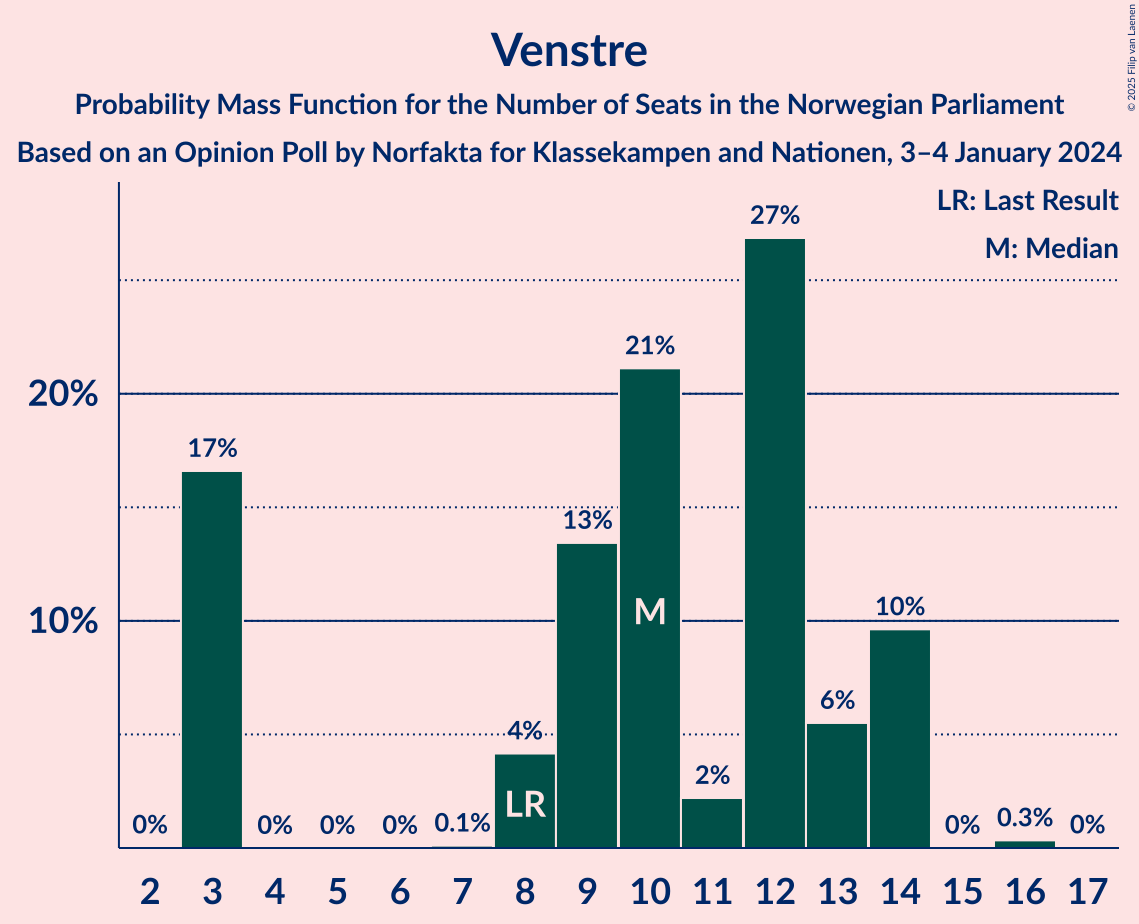 © 2025 Filip van Laenen
Venstre
Probability Mass Function for the Number of Seats in the Norwegian Parliament
Based on an Opinion Poll by Norfakta for Klassekampen and Nationen, 3–4 January 2024
LR: Last Result
M: Median
20%
10%
0%
17%
0%
0%
0%
0.1%
4%
13%
21%
2%
27%
6%
10%
0%
0.3%
0%
LR
M
2 3 4 5 6 7 8 9 10 11 12 13 14 15 16 17